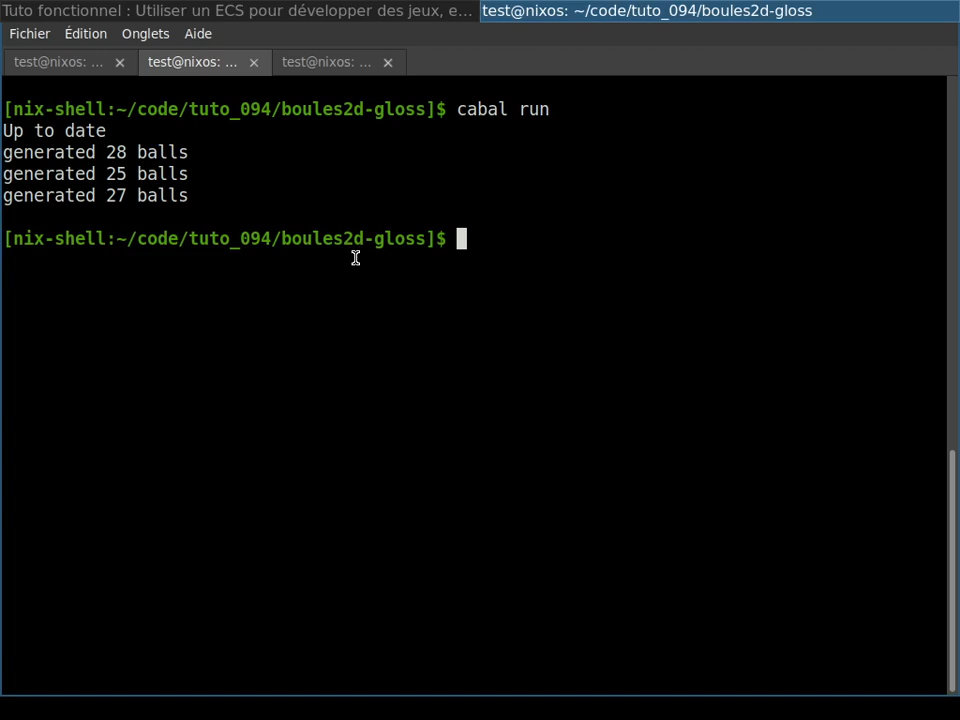 Tuto fonctionnel : Utiliser un ECS pour développer des jeux, e... test@nixos: ~/code/tuto_094/boules2d-gloss
Fichier Édition Onglets Aide
test@nixos: ... test@nixos: ... test@nixos: ...
[nix-shell:~/code/tuto_094/boules2d-gloss]$ cabal run
Up to date
generated 28 balls
generated 25 balls
generated 27 balls
[nix-shell:~/code/tuto_094/boules2d-gloss]$